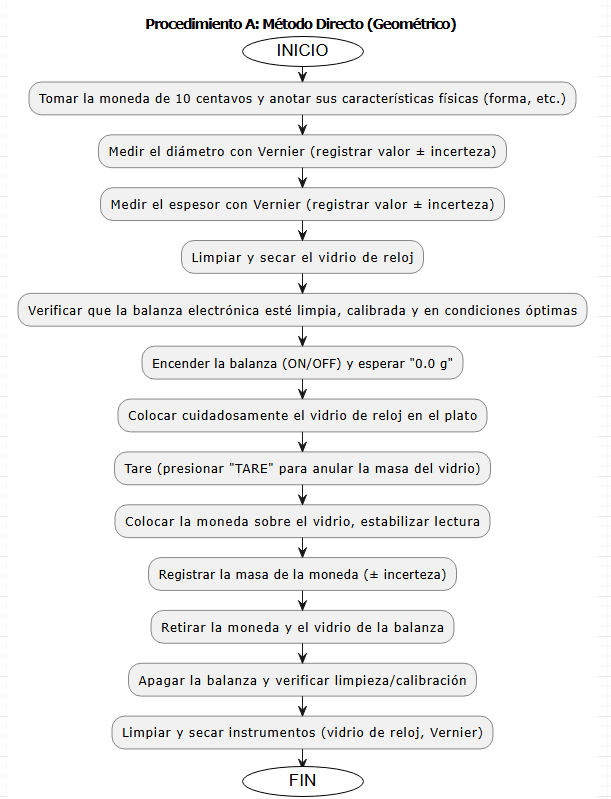 Procedimiento A: Método Directo (Geométrico)
INICIO
Tomar la moneda de 10 centavos y anotar sus características físicas (forma, etc.)
Medir el diámetro con Vernier (registrar valor ± incerteza)
Medir el espesor con Vernier (registrar valor ± incerteza)
Limpiar y secar el vidrio de reloj
Verificar que la balanza electrónica esté limpia, calibrada y en condiciones óptimas
Encender la balanza (ON/OFF) y esperar "0.0 g"
Colocar cuidadosamente el vidrio de reloj en el plato
Tare (presionar "TARE" para anular la masa del vidrio)
Colocar la moneda sobre el vidrio, estabilizar lectura
Registrar la masa de la moneda (± incerteza)
Retirar la moneda y el vidrio de la balanza
Apagar la balanza y verificar limpieza/calibración
Limpiar y secar instrumentos (vidrio de reloj, Vernier)
FIN